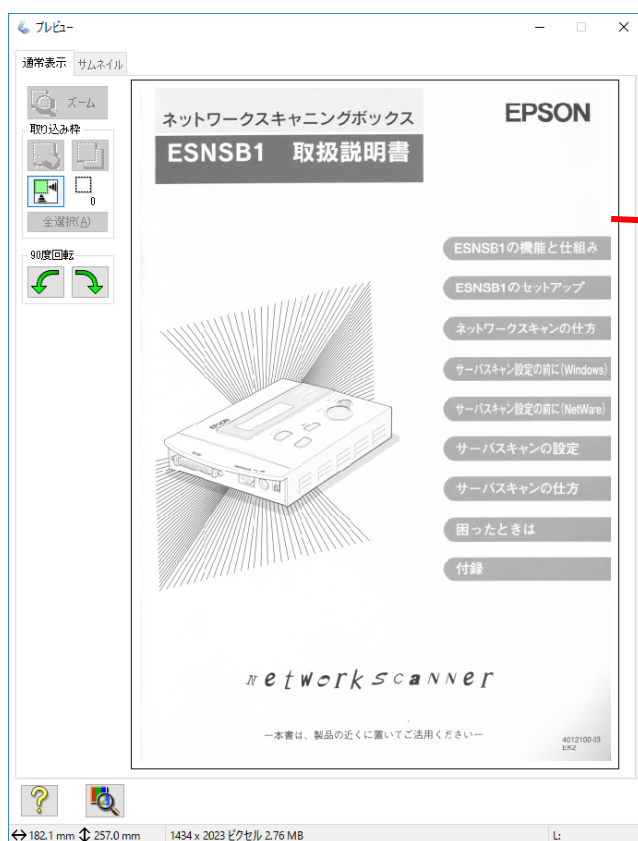 プレビュー
通常表示 サムネイル
ズーム
取り込み枠
0
全選択(A)
90度回転
ネットワークスキャニングボックス
EPSON
ESNSB1 取扱説明書
ESNSB1の機能と仕組み
ESNSB1のセットアップ
ネットワークスキャンの仕方
サーバスキャン設定の前に(Windows)
サーバスキャン設定の前に(NetWare)
サーバスキャンの設定
サーバスキャンの仕方
困ったときは
付録
EPSON
Networkscanner
ー本書は、製品の近くに置いてご活用くださいー
4012100-03
EK2
182.1 mm 257.0 mm 1434 x 2023 ピクセル 2.76 MB L: